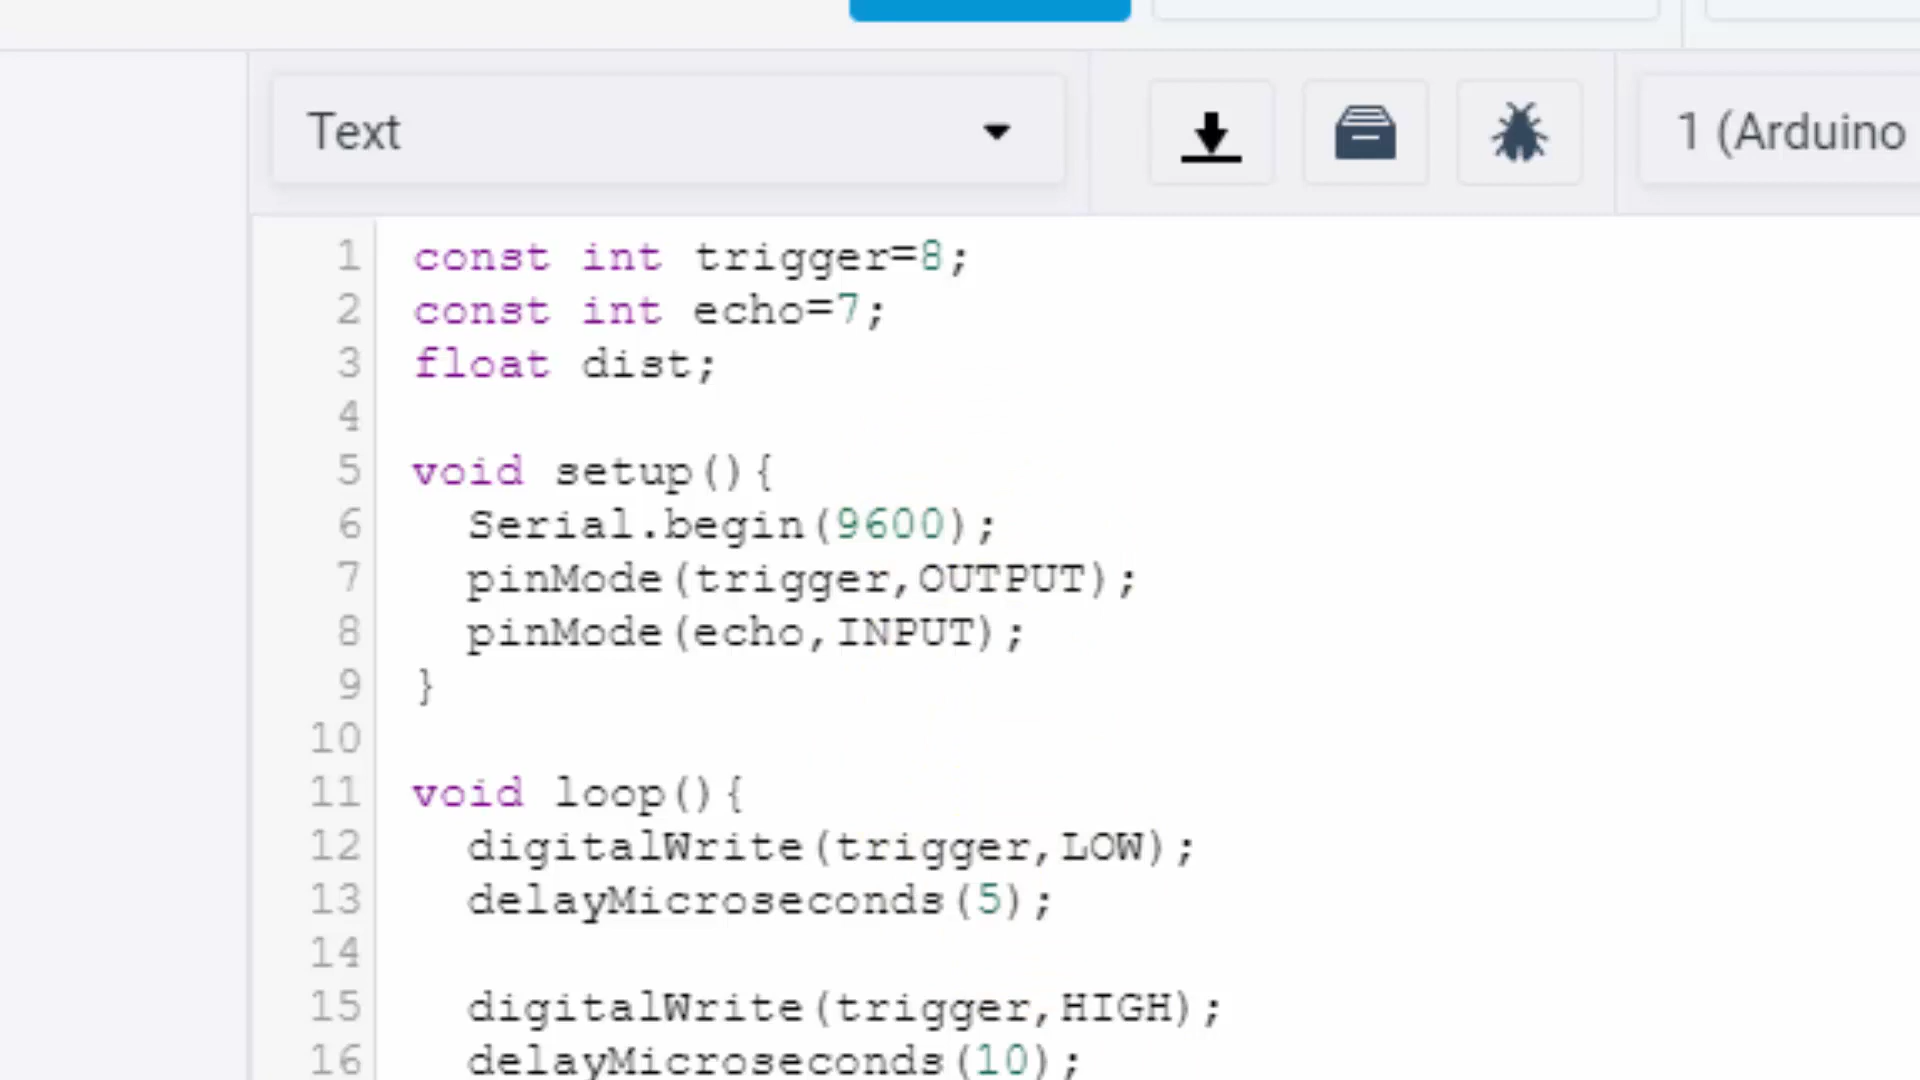 Text
1 (Arduino
1 const int trigger=8;
2 const int echo=7;
3 float dist;
4
5 void setup(){
6   Serial.begin(9600);
7   pinMode(trigger,OUTPUT);
8   pinMode(echo,INPUT);
9 }
10
11 void loop(){
12   digitalWrite(trigger,LOW);
13   delayMicroseconds(5);
14
15   digitalWrite(trigger,HIGH);
16   delayMicroseconds(10);